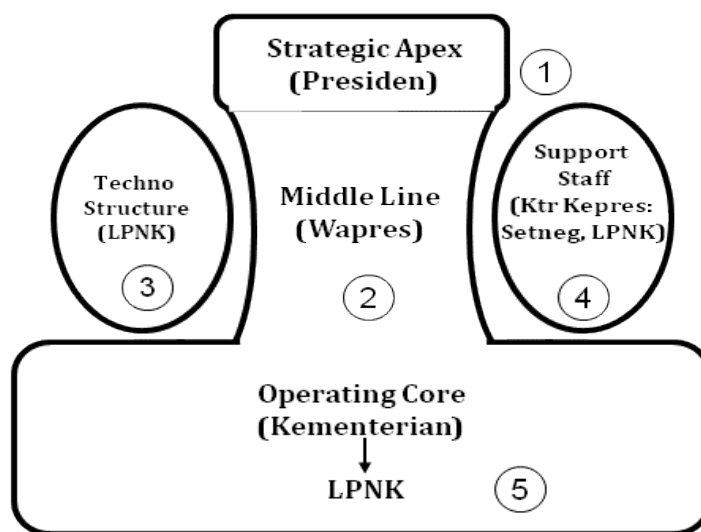 Strategic Apex
(Presiden)
1
Techno
Structure
(LPNK)
3
Middle Line
(Wapres)
2
Support
Staff
(Ktr Kepres:
Setneg, LPNK)
4
Operating Core
(Kementerian)
LPNK
5